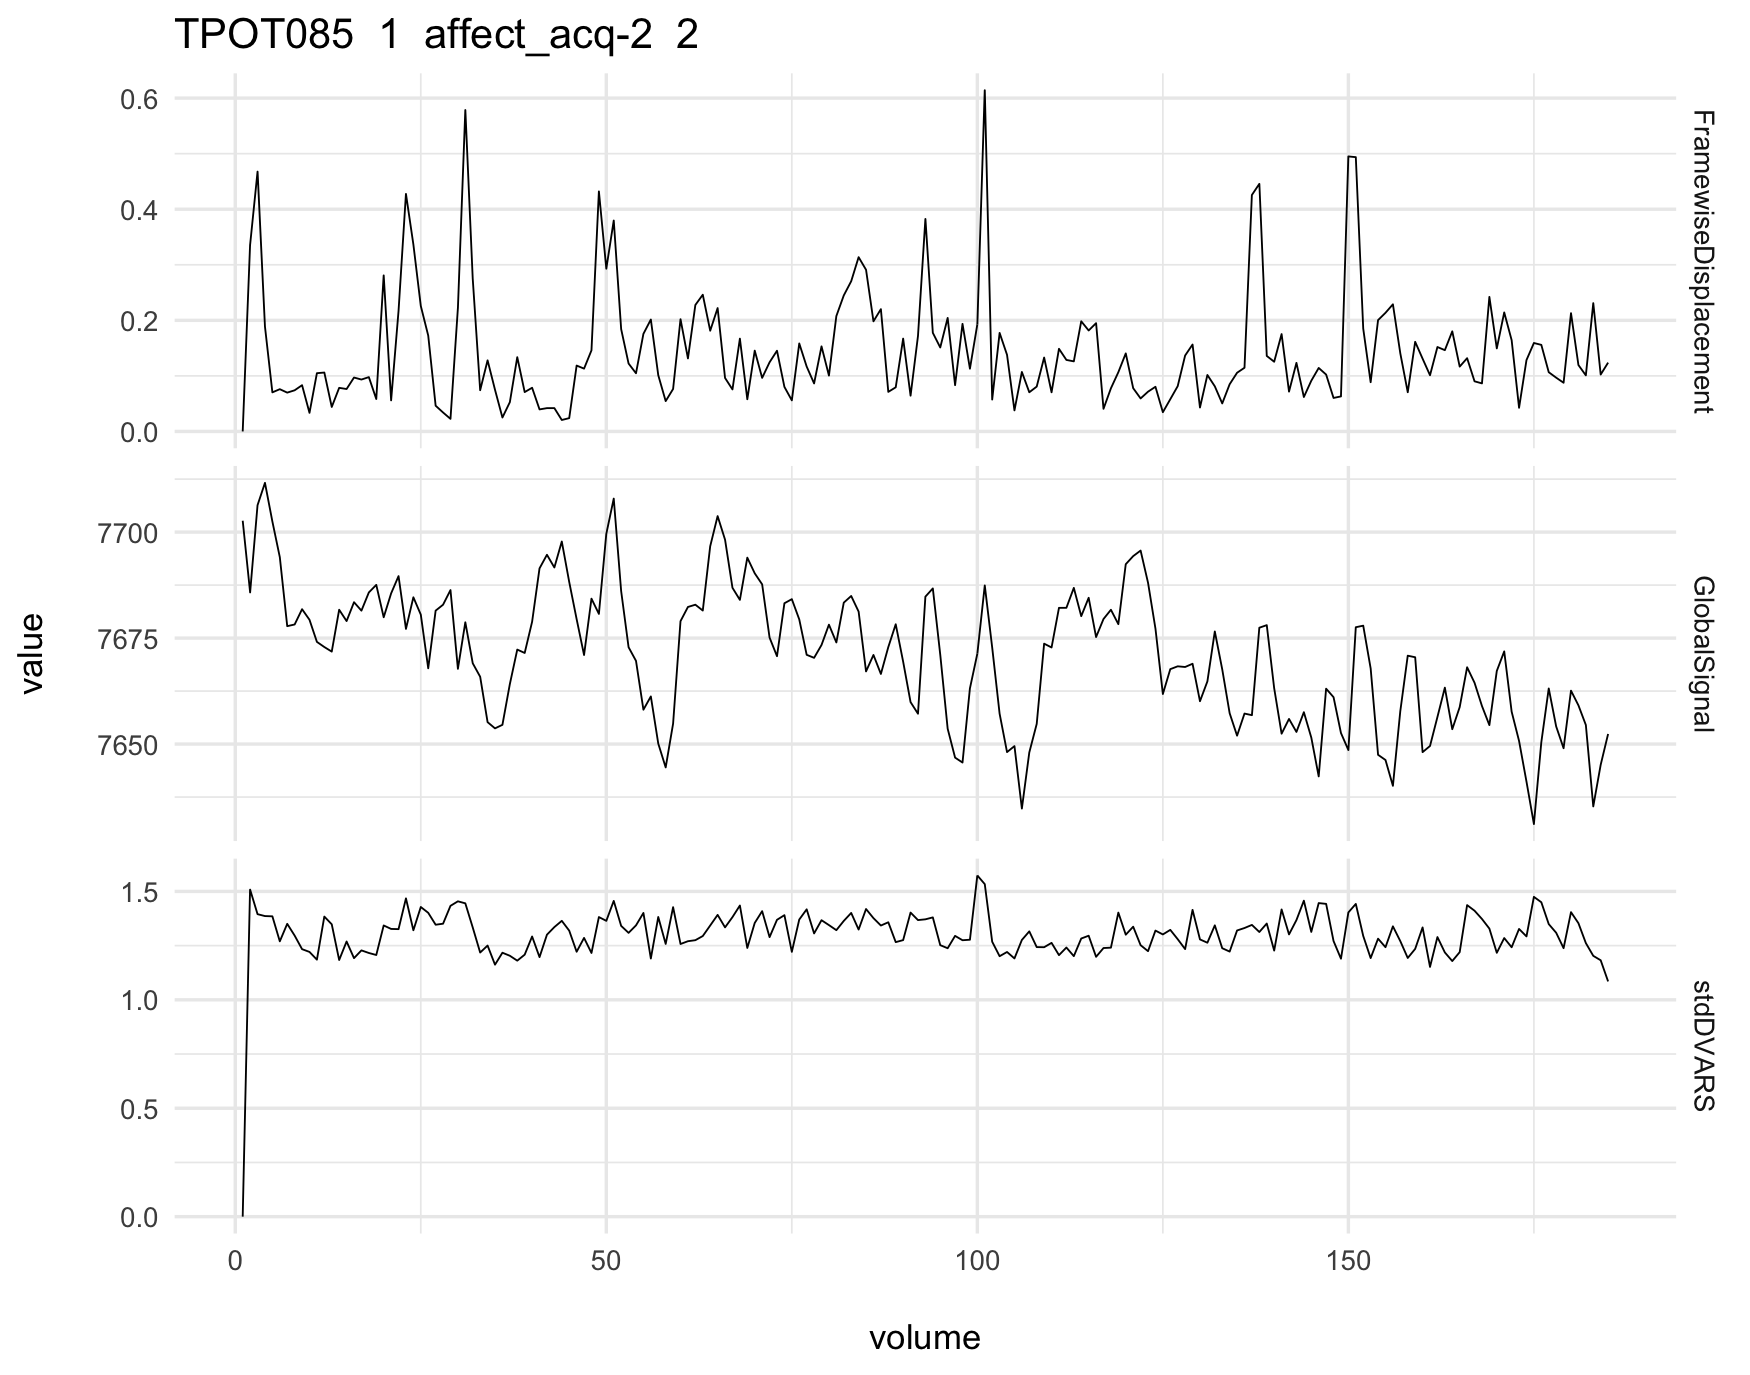 TPOT085 1 affect_acq-2 2
0.6
0.4
0.2
0.0
FramewiseDisplacement
7700
7675
7650
GlobalSignal
1.5
1.0
0.5
0.0
stdDVARS
value
0 50 100 150
volume